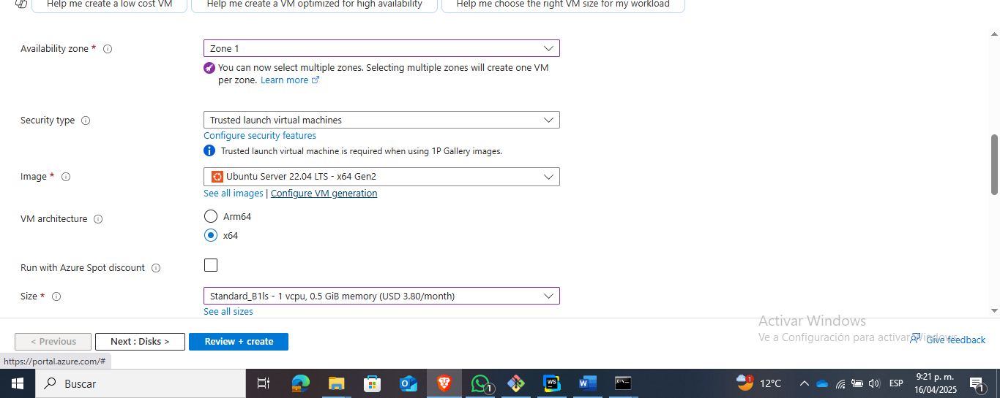 Help me create a low cost VM
Help me create a VM optimized for high availability
Help me choose the right VM size for my workload
Availability zone *
Zone 1
You can now select multiple zones. Selecting multiple zones will create one VM
per zone. Learn more
Security type
Trusted launch virtual machines
Configure security features
Trusted launch virtual machine is required when using 1P Gallery images.
Image *
Ubuntu Server 22.04 LTS - x64 Gen2
See all images | Configure VM generation
VM architecture
Arm64
x64
Run with Azure Spot discount
Size *
Standard_B1ls - 1 vcpu, 0.5 GiB memory (USD 3.80/month)
See all sizes
Activar Windows
Ve a Configuración para activar Windows.
< Previous
Next : Disks >
Review + create
Give feedback
https://portal.azure.com/#
Buscar
1
WS
1
12°C
ESP
9:21 p. m.
16/04/2025
1